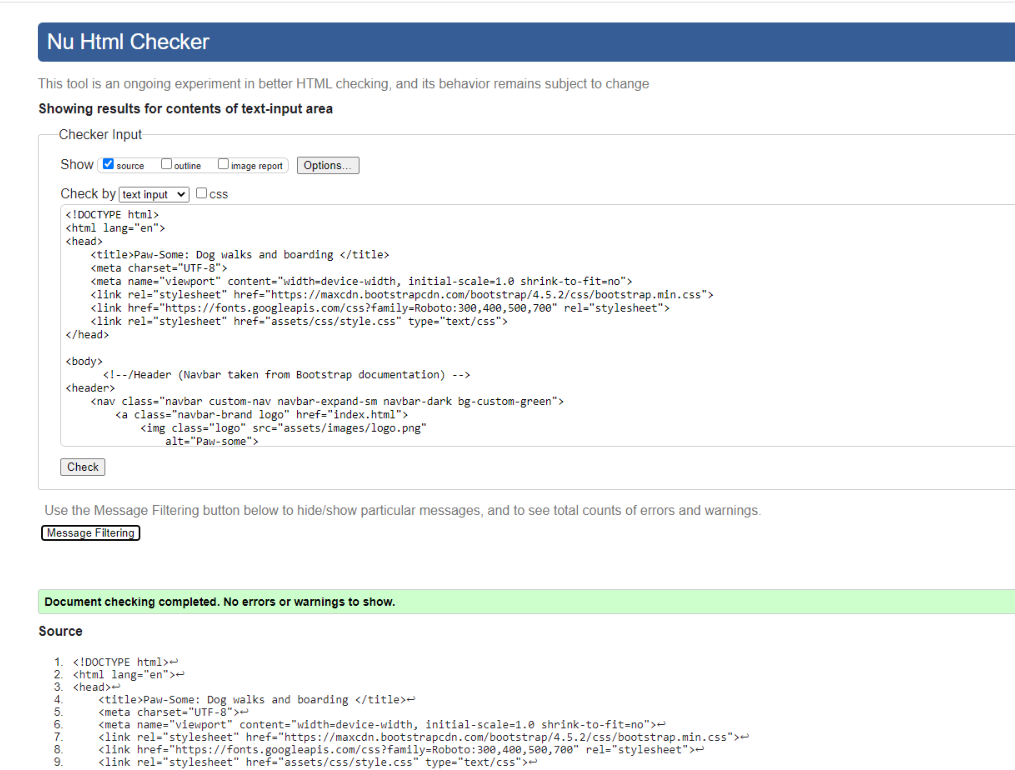 Nu Html Checker
This tool is an ongoing experiment in better HTML checking, and its behavior remains subject to change
Showing results for contents of text-input area
Checker Input
Show source outline image report Options...
Check by text input css
<!DOCTYPE html>
<html lang="en">
<head>
    <title>Paw-Some: Dog walks and boarding </title>
    <meta charset="UTF-8">
    <meta name="viewport" content="width=device-width, initial-scale=1.0 shrink-to-fit=no">
    <link rel="stylesheet" href="https://maxcdn.bootstrapcdn.com/bootstrap/4.5.2/css/bootstrap.min.css">
    <link href="https://fonts.googleapis.com/css?family=Roboto:300,400,500,700" rel="stylesheet">
    <link rel="stylesheet" href="assets/css/style.css" type="text/css">
</head>
<body>
      <!--/Header (Navbar taken from Bootstrap documentation) -->
<header>
    <nav class="navbar custom-nav navbar-expand-sm navbar-dark bg-custom-green">
        <a class="navbar-brand logo" href="index.html">
            <img class="logo" src="assets/images/logo.png"
                alt="Paw-some">
Check
Use the Message Filtering button below to hide/show particular messages, and to see total counts of errors and warnings.
Message Filtering
Document checking completed. No errors or warnings to show.
Source
1. <!DOCTYPE html>↩
2. <html lang="en">↩
3. <head>↩
4.     <title>Paw-Some: Dog walks and boarding </title>↩
5.     <meta charset="UTF-8">↩
6.     <meta name="viewport" content="width=device-width, initial-scale=1.0 shrink-to-fit=no">↩
7.     <link rel="stylesheet" href="https://maxcdn.bootstrapcdn.com/bootstrap/4.5.2/css/bootstrap.min.css">↩
8.     <link href="https://fonts.googleapis.com/css?family=Roboto:300,400,500,700" rel="stylesheet">↩
9.     <link rel="stylesheet" href="assets/css/style.css" type="text/css">↩